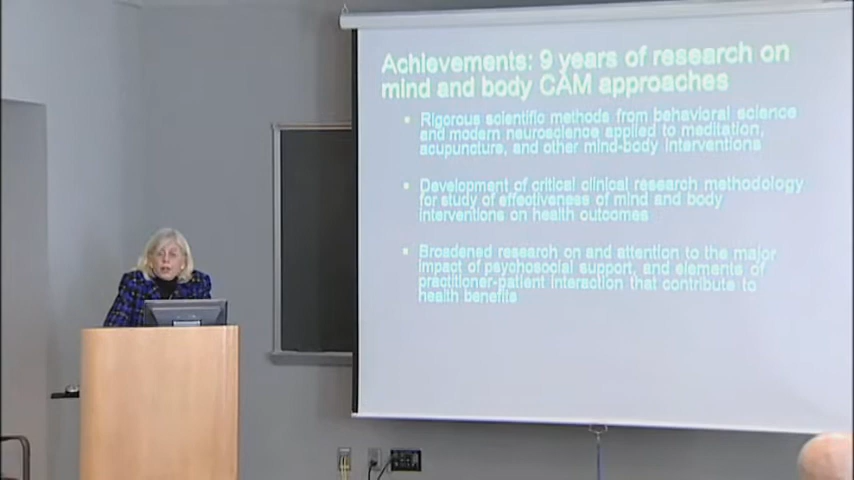 Achievements: 9 years of research on
mind and body CAM approaches
Rigorous scientific methods from behavioral science
and modern neuroscience applied to meditation,
acupuncture, and other mind-body interventions
Development of critical clinical research methodology
for study of effectiveness of mind and body
interventions on health outcomes
Broadened research on and attention to the major
impact of psychosocial support, and elements of
practitioner-patient interaction that contribute to
health benefits